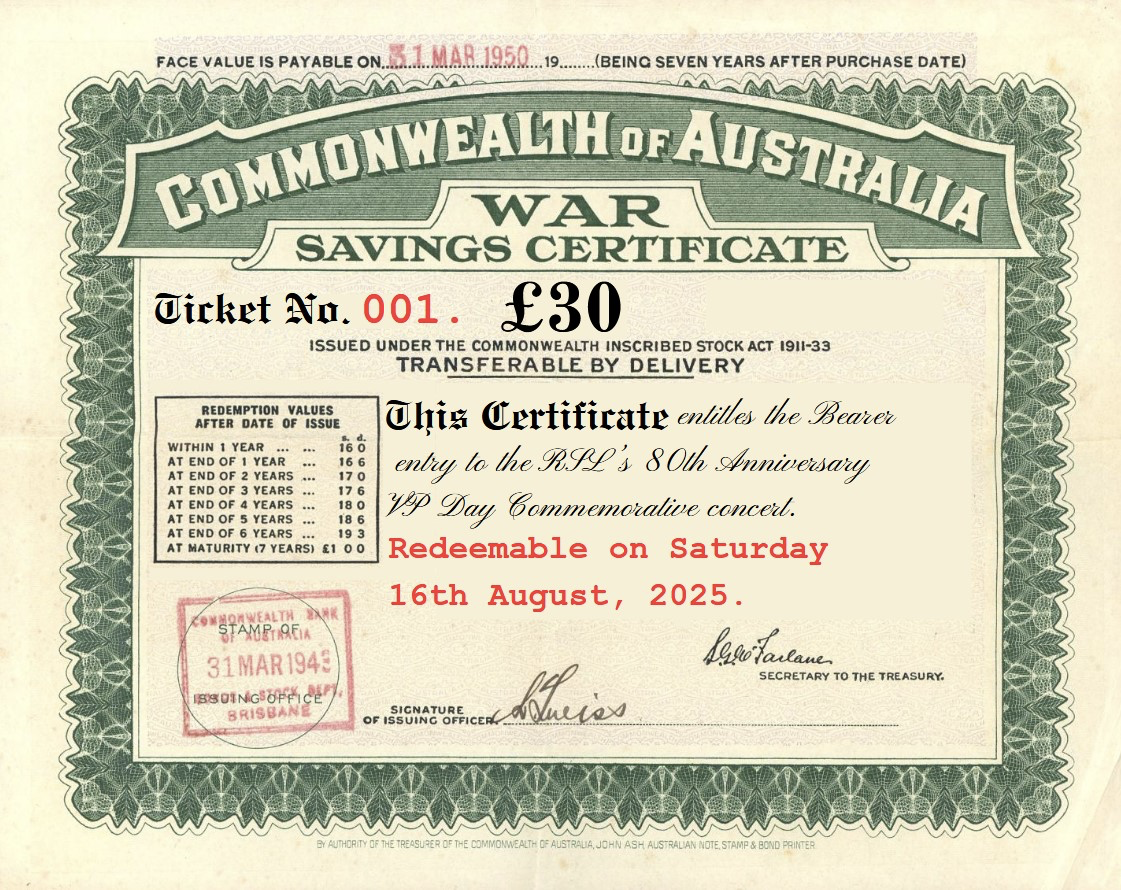 FACE VALUE IS PAYABLE ON 31 MAR 1950 19 (BEING SEVEN YEARS AFTER PURCHASE DATE)
COMMONWEALTH OF AUSTRALIA
WAR
SAVINGS CERTIFICATE
Ticket No. 001. £30
ISSUED UNDER THE COMMONWEALTH INSCRIBED STOCK ACT 1911-33
TRANSFERABLE BY DELIVERY
REDEMPTION VALUES
AFTER DATE OF ISSUE
s. d.
WITHIN 1 YEAR ... ... 16 0
AT END OF 1 YEAR ... 16 6
AT END OF 2 YEARS ... 17 0
AT END OF 3 YEARS ... 17 6
AT END OF 4 YEARS ... 18 0
AT END OF 5 YEARS ... 18 6
AT END OF 6 YEARS ... 19 3
AT MATURITY (7 YEARS) £1 0 0
This Certificate entitles the Bearer
entry to the RSL's 80th Anniversary
VP Day Commemorative concert.
Redeemable on Saturday
16th August, 2025.
COMMONWEALTH BANK
OF AUSTRALIA
31 MAR 1943
BONDS & STOCK DEPT,
BRISBANE
STAMP OF
ISSUING OFFICE
S.G. McFarlane
SECRETARY TO THE TREASURY.
SIGNATURE
OF ISSUING OFFICER
BY AUTHORITY OF THE TREASURER OF THE COMMONWEALTH OF AUSTRALIA, JOHN ASH, AUSTRALIAN NOTE, STAMP & BOND PRINTER